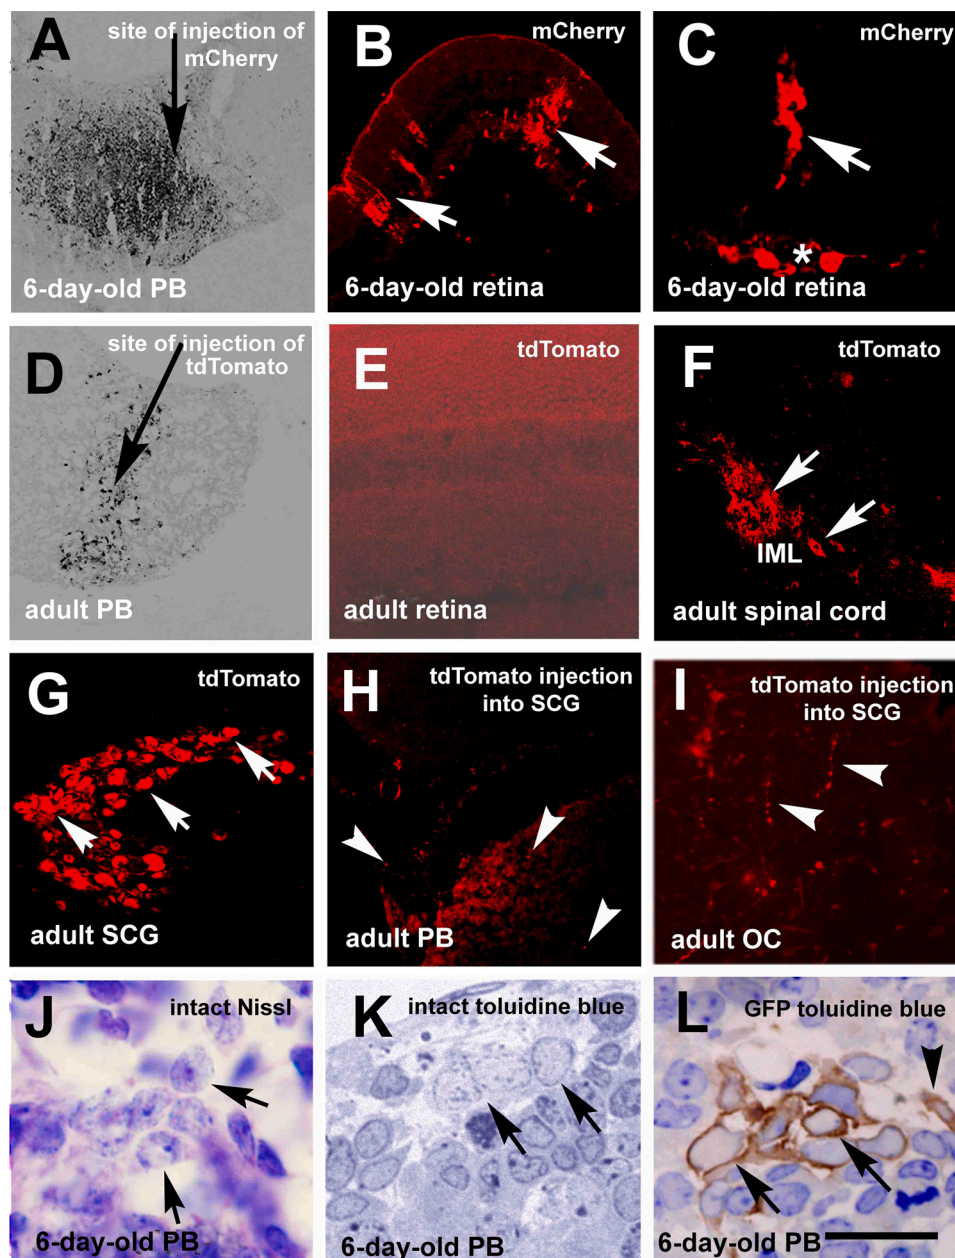 A
site of injection of
mCherry
6-day-old PB
B
mCherry
6-day-old retina
C
mCherry
*
6-day-old retina
D
site of injection of
tdTomato
adult PB
E
tdTomato
adult retina
F
tdTomato
IML
adult spinal cord
G
tdTomato
adult SCG
H
tdTomato injection
into SCG
adult PB
I
tdTomato injection
into SCG
adult OC
J
intact Nissl
6-day-old PB
K
intact toluidine blue
6-day-old PB
L
GFP toluidine blue
6-day-old PB